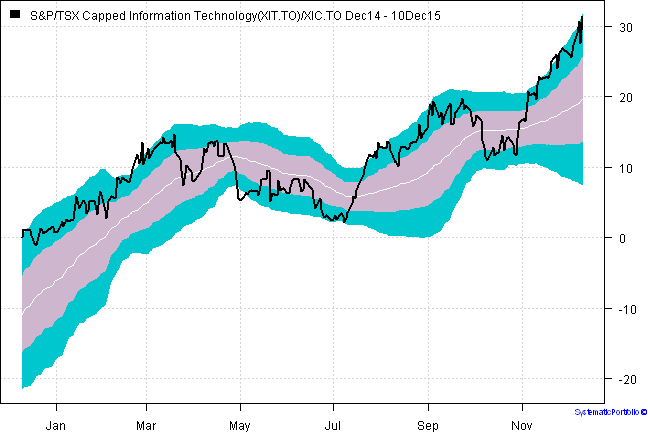 S&P/TSX Capped Information Technology(XIT.TO)/XIC.TO Dec14 - 10Dec15
30
20
10
0
-10
-20
Jan Mar May Jul Sep Nov
SystematicPortfolio ©